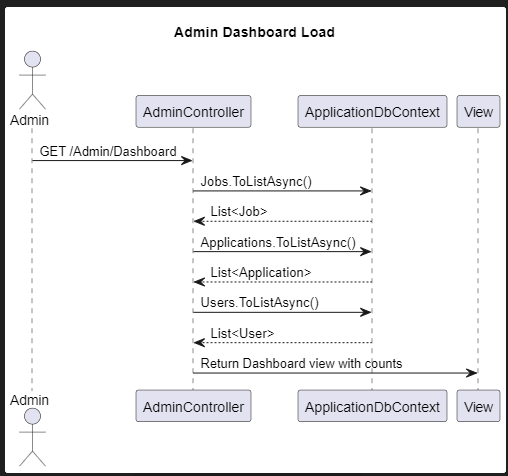 Admin Dashboard Load
Admin
AdminController
ApplicationDbContext
View
GET /Admin/Dashboard
Jobs.ToListAsync()
List<Job>
Applications.ToListAsync()
List<Application>
Users.ToListAsync()
List<User>
Return Dashboard view with counts
Admin
AdminController
ApplicationDbContext
View